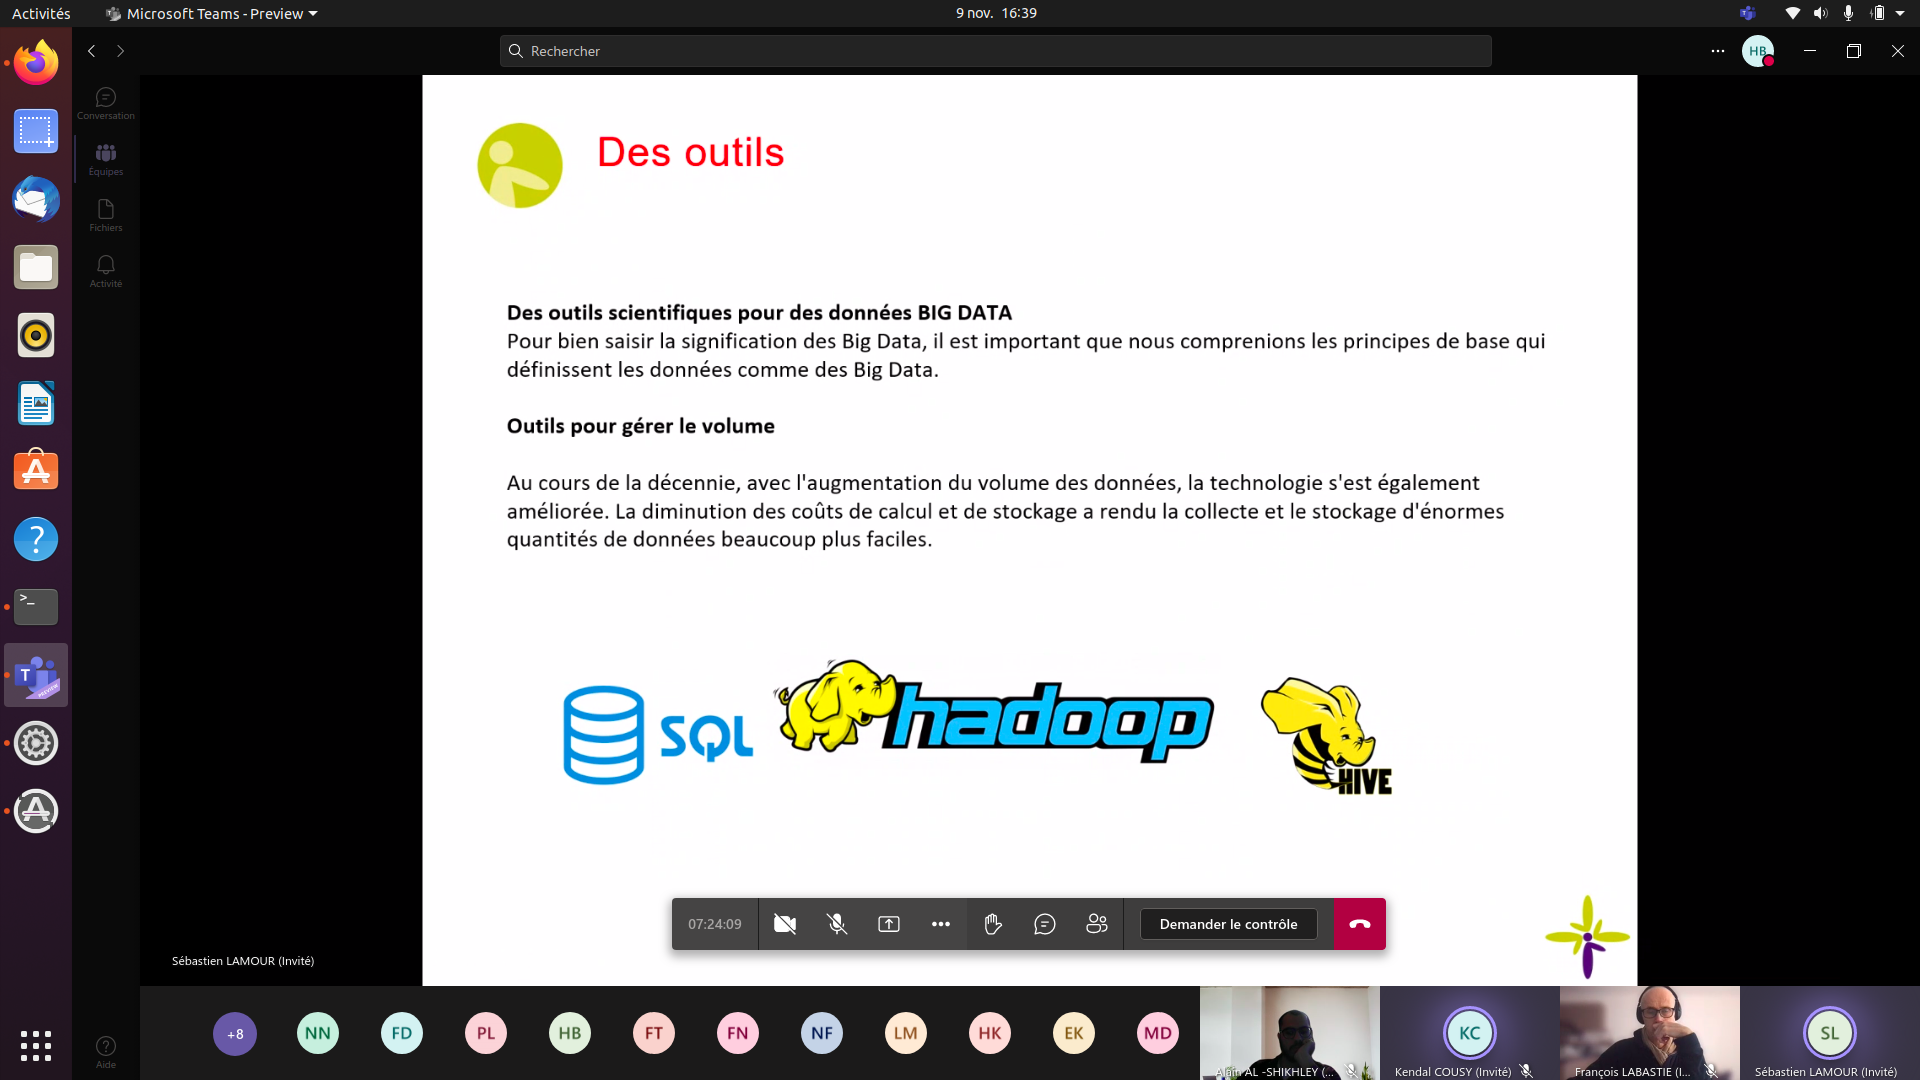 Activités
Microsoft Teams - Preview
9 nov. 16:39
Rechercher
HB
Conversation
Équipes
Fichiers
Activité
Aide
Des outils
Des outils scientifiques pour des données BIG DATA
Pour bien saisir la signification des Big Data, il est important que nous comprenions les principes de base qui
définissent les données comme des Big Data.
Outils pour gérer le volume
Au cours de la décennie, avec l'augmentation du volume des données, la technologie s'est également
améliorée. La diminution des coûts de calcul et de stockage a rendu la collecte et le stockage d'énormes
quantités de données beaucoup plus faciles.
SQL
hadoop
HIVE
07:24:09
Demander le contrôle
Sébastien LAMOUR (Invité)
+8
NN
FD
PL
HB
FT
FN
NF
LM
HK
EK
MD
Alain AL -SHIKHLEY (...
KC
Kendal COUSY (Invité)
François LABASTIE (I...
SL
Sébastien LAMOUR (Invité)